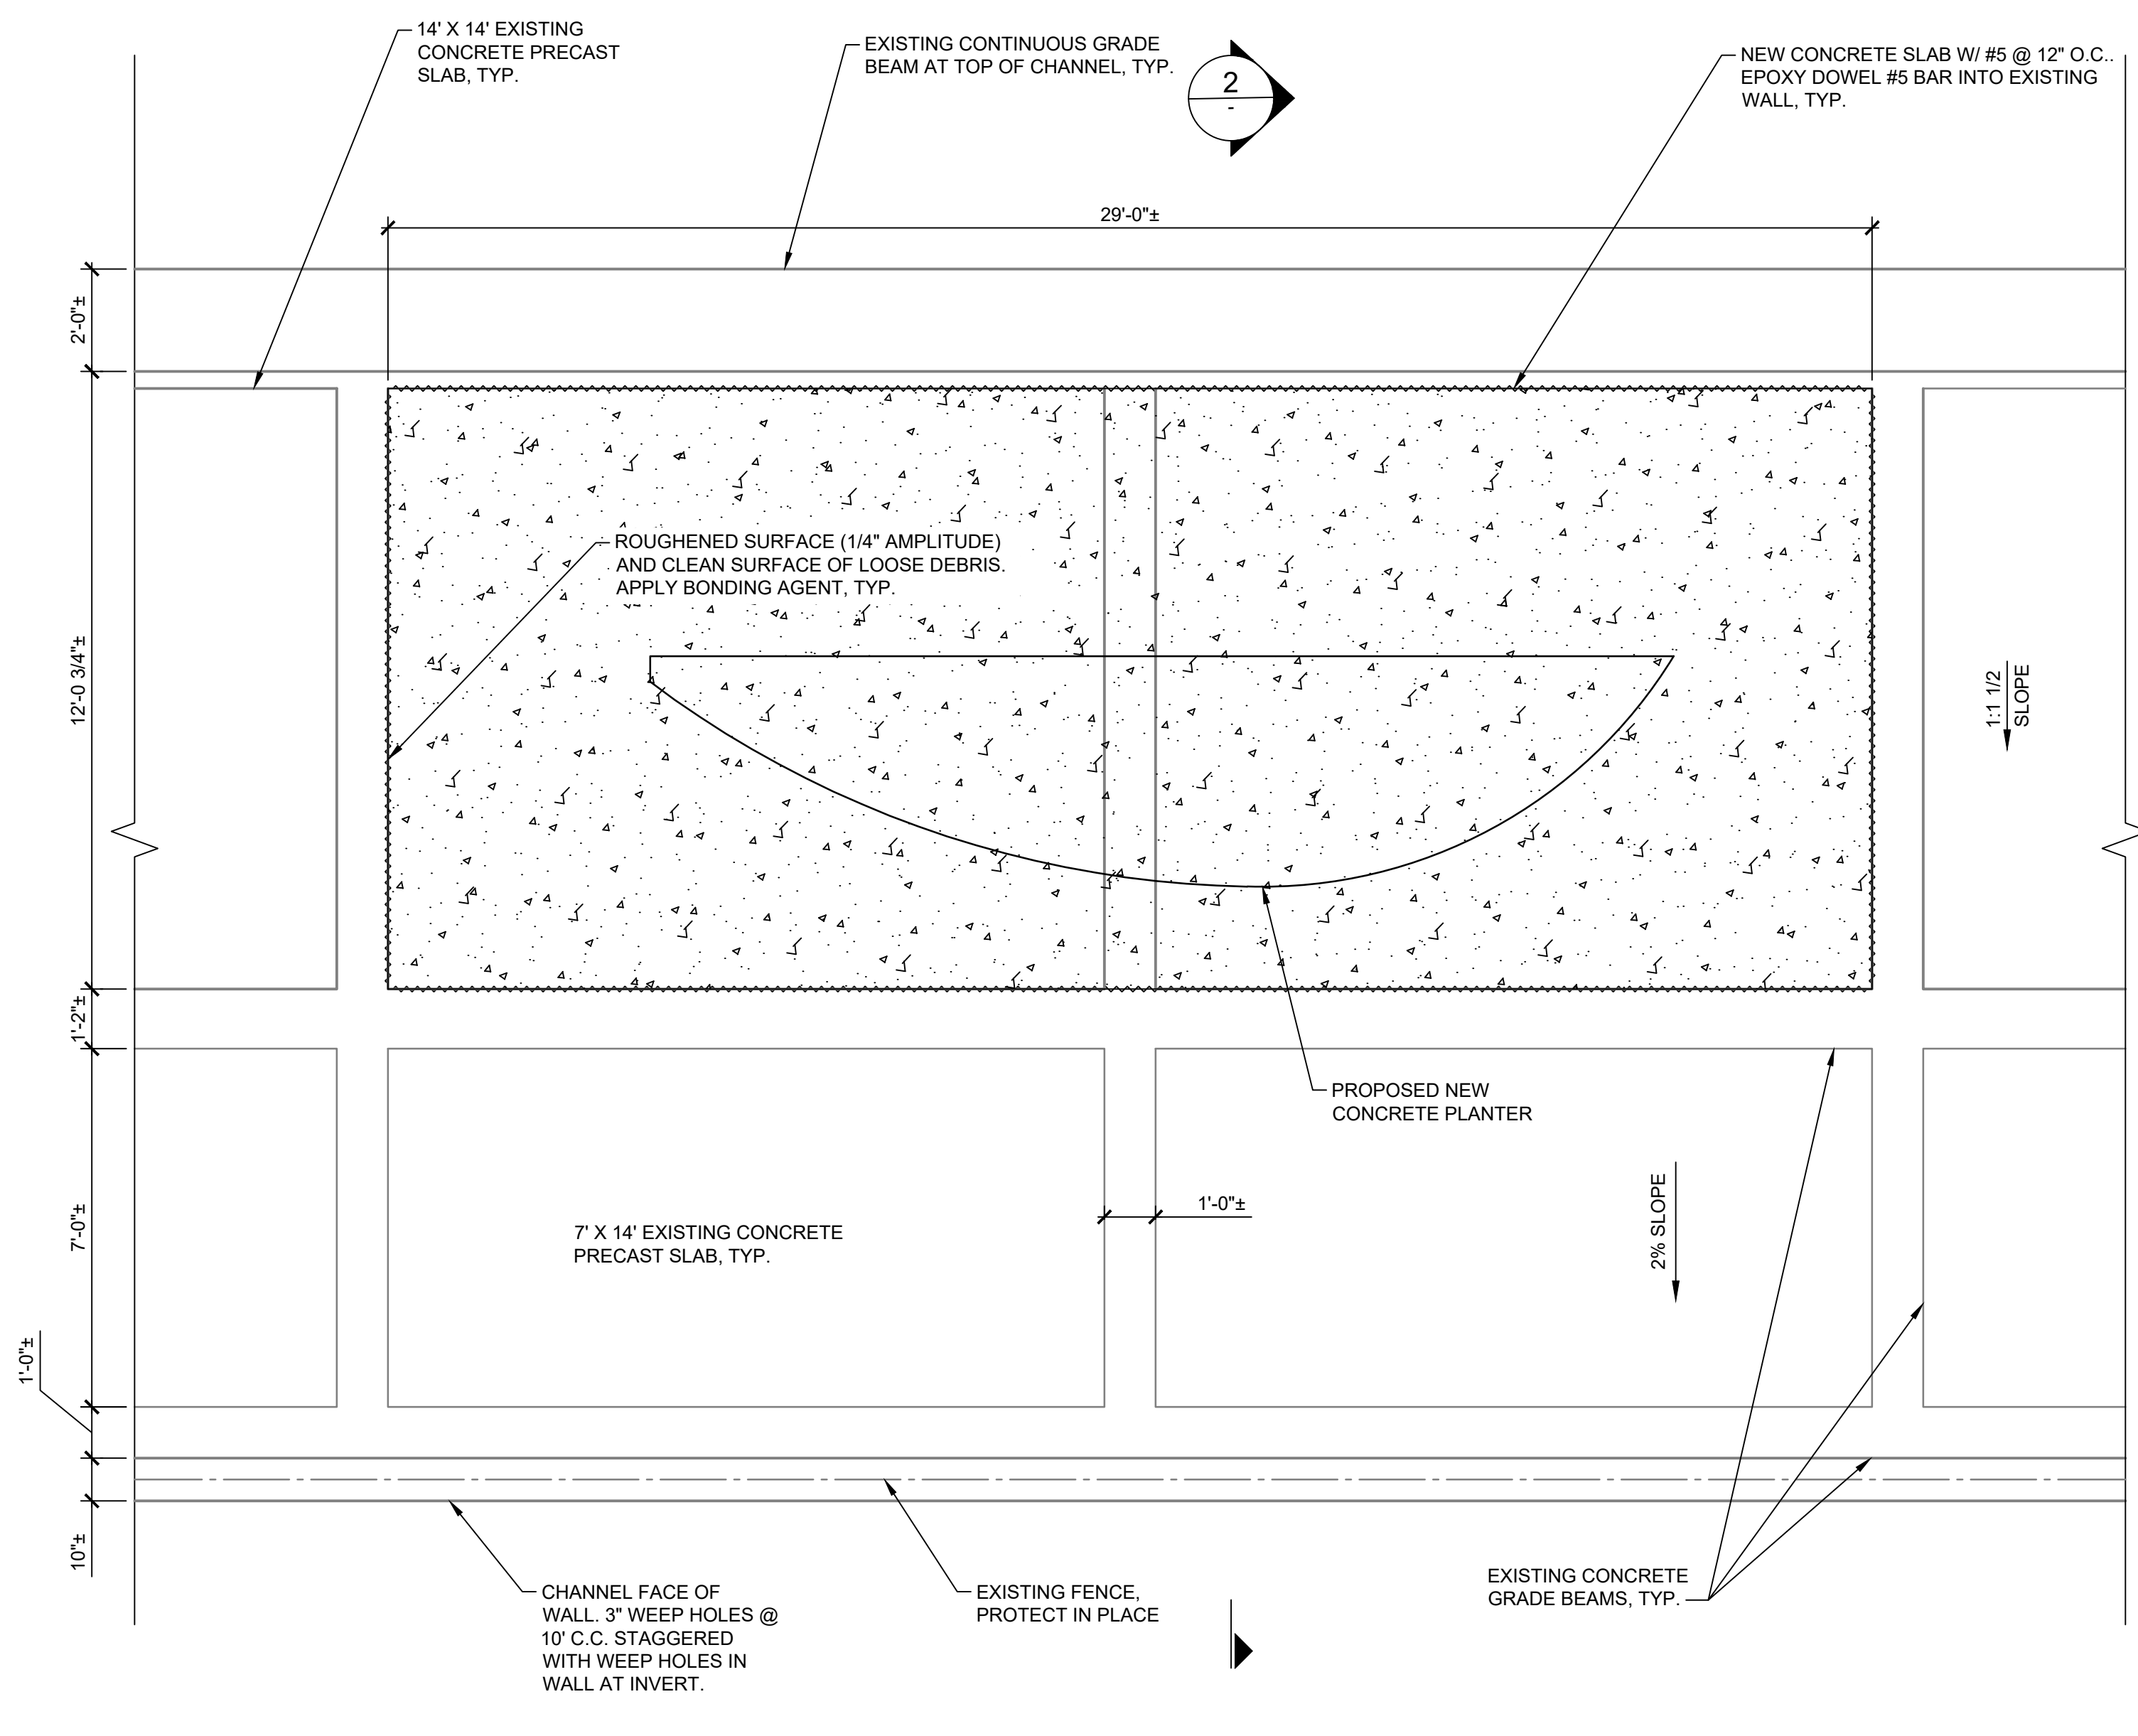 14' X 14' EXISTING
CONCRETE PRECAST
SLAB, TYP.
EXISTING CONTINUOUS GRADE
BEAM AT TOP OF CHANNEL, TYP.
2
-
NEW CONCRETE SLAB W/ #5 @ 12" O.C..
EPOXY DOWEL #5 BAR INTO EXISTING
WALL, TYP.
29'-0"±
2'-0"±
ROUGHENED SURFACE (1/4" AMPLITUDE)
AND CLEAN SURFACE OF LOOSE DEBRIS.
APPLY BONDING AGENT, TYP.
12'-0 3/4"±
1:1 1/2
SLOPE
1'-2"±
PROPOSED NEW
CONCRETE PLANTER
7'-0"±
7' X 14' EXISTING CONCRETE
PRECAST SLAB, TYP.
1'-0"±
2% SLOPE
1'-0"±
10"±
CHANNEL FACE OF
WALL. 3" WEEP HOLES @
10' C.C. STAGGERED
WITH WEEP HOLES IN
WALL AT INVERT.
EXISTING FENCE,
PROTECT IN PLACE
EXISTING CONCRETE
GRADE BEAMS, TYP.